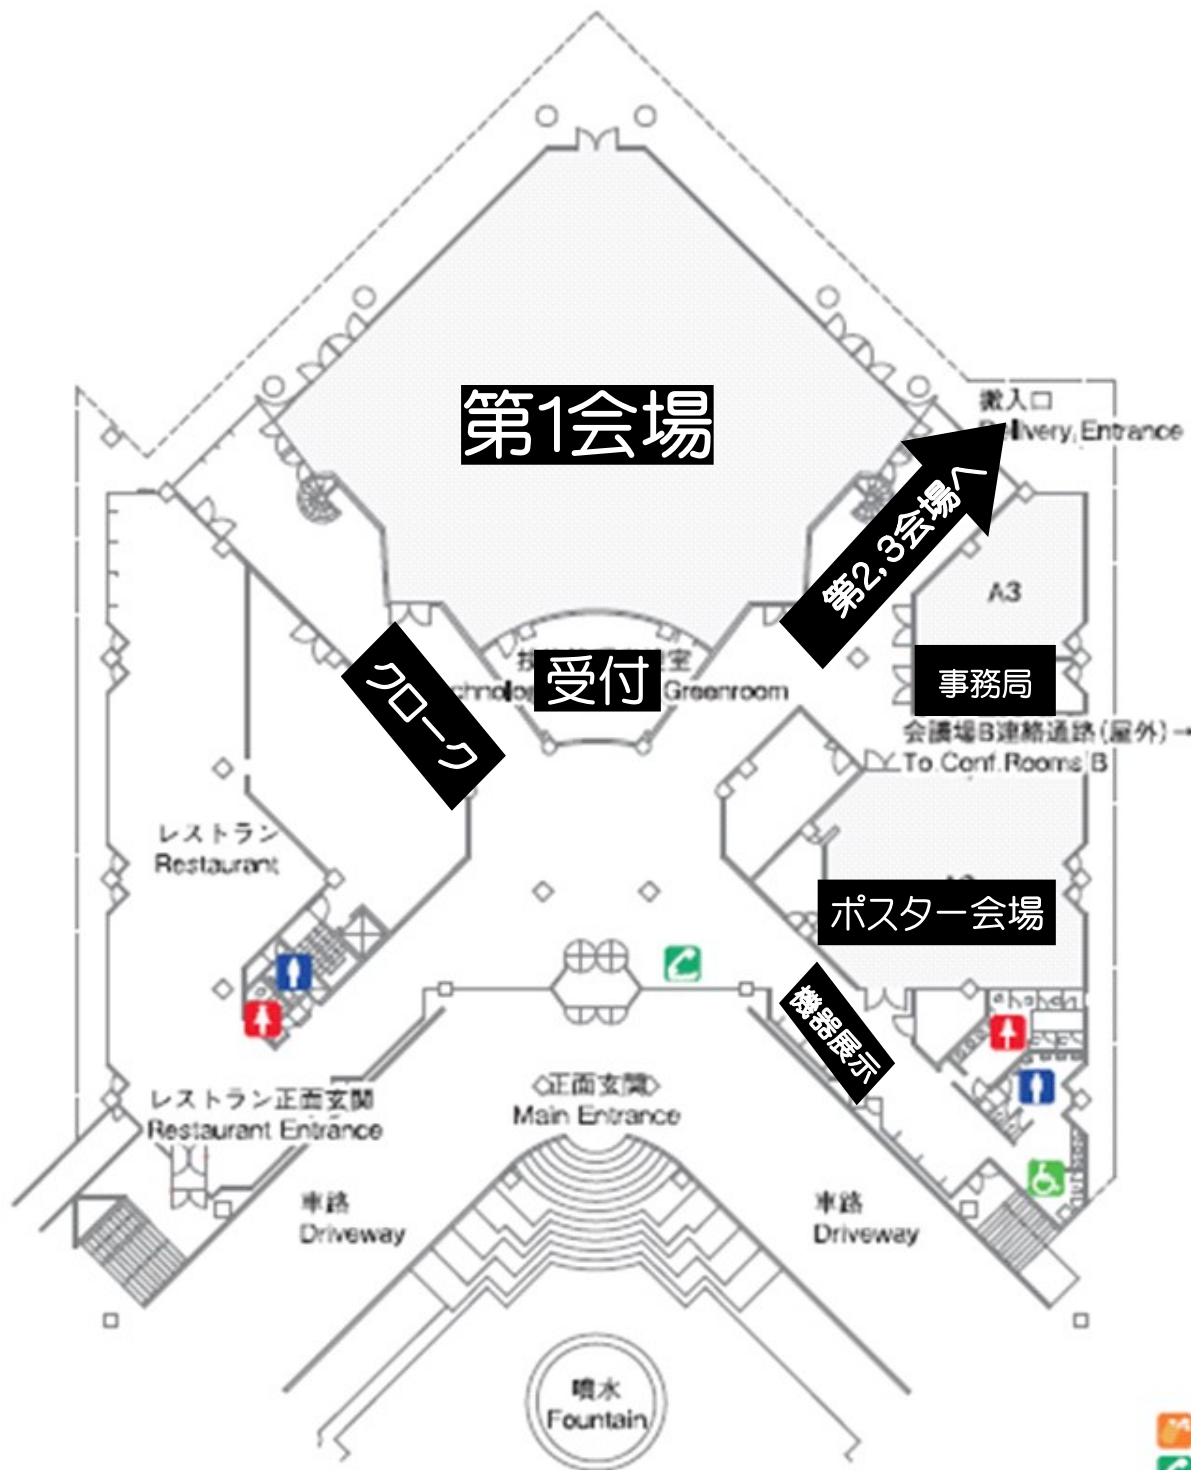 第1会場
搬入口
Delivery Entrance
第2,3会場へ
A3
室
受付
Greenroom
クローク
事務局
会議場B連絡通路(屋外)→
To Conf.Rooms B
レストラン
Restaurant
ポスター会場
機器展示
正面玄関
Main Entrance
レストラン正面玄関
Restaurant Entrance
車路
Driveway
車路
Driveway
噴水
Fountain